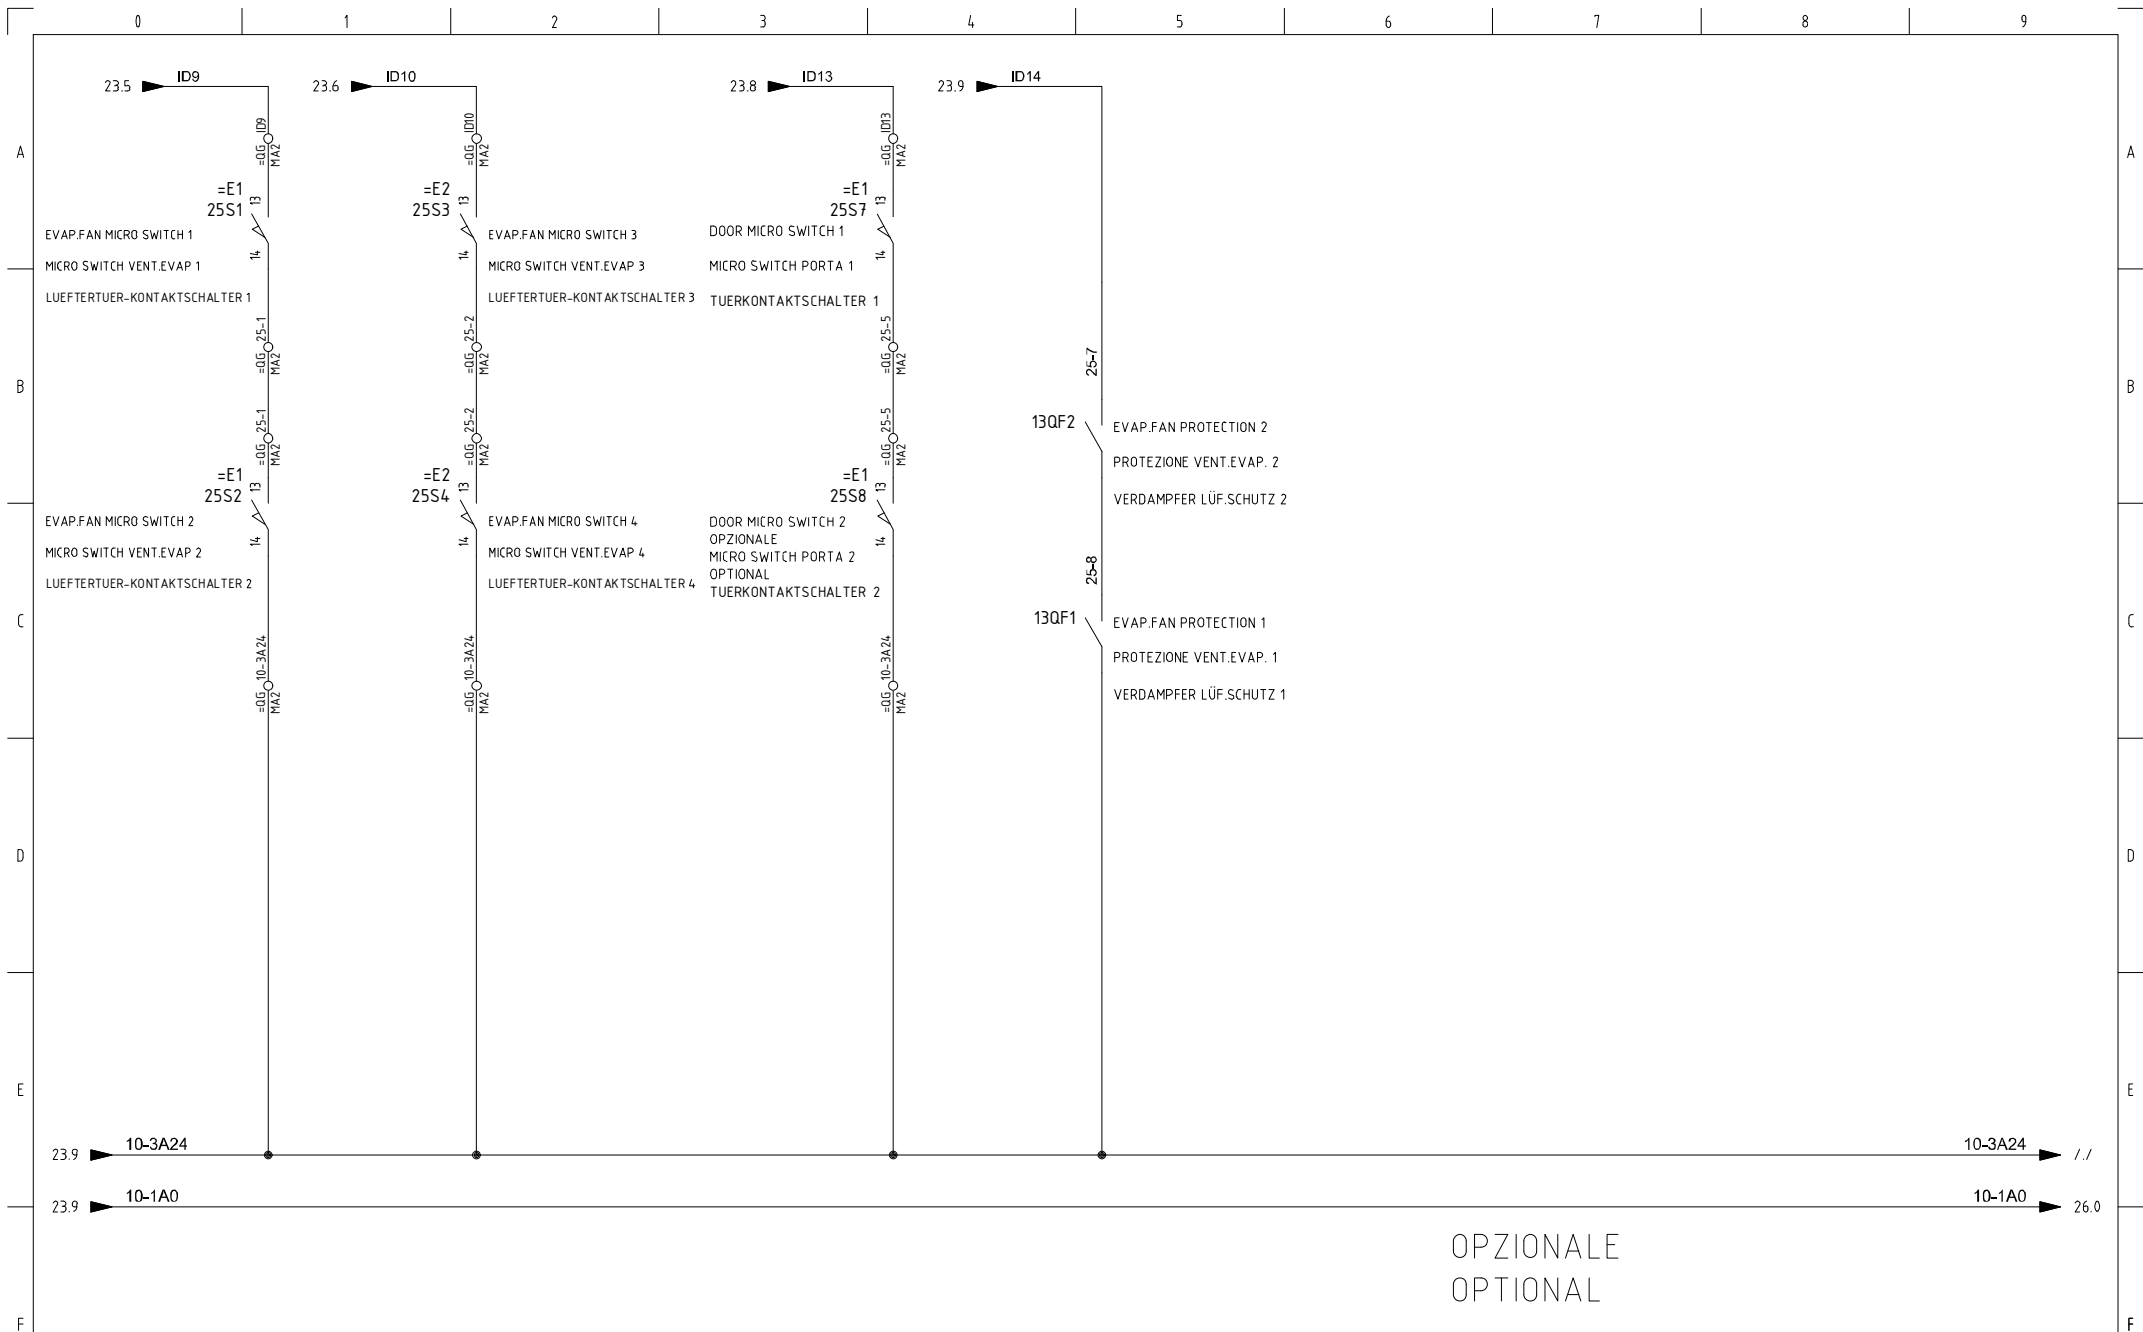 0 1 2 3 4 5 6 7 8 9
23.5 ID9 23.6 ID10 23.8 ID13 23.9 ID14
A A
=QG ID9
MA2
=QG ID10
MA2
=QG ID13
MA2
=E1
25S1
13
14
EVAP.FAN MICRO SWITCH 1
MICRO SWITCH VENT.EVAP 1
LUEFTERTUER-KONTAKTSCHALTER 1
=E2
25S3
13
14
EVAP.FAN MICRO SWITCH 3
MICRO SWITCH VENT.EVAP 3
LUEFTERTUER-KONTAKTSCHALTER 3
=E1
25S7
13
14
DOOR MICRO SWITCH 1
MICRO SWITCH PORTA 1
TUERKONTAKTSCHALTER 1
B B
=QG 25-1
MA2
=QG 25-2
MA2
=QG 25-5
MA2
25-7
=QG 25-1
MA2
=QG 25-2
MA2
=QG 25-5
MA2
13QF2
EVAP.FAN PROTECTION 2
PROTEZIONE VENT.EVAP. 2
VERDAMPFER LÜF.SCHUTZ 2
=E1
25S2
13
14
EVAP.FAN MICRO SWITCH 2
MICRO SWITCH VENT.EVAP 2
LUEFTERTUER-KONTAKTSCHALTER 2
=E2
25S4
13
14
EVAP.FAN MICRO SWITCH 4
MICRO SWITCH VENT.EVAP 4
LUEFTERTUER-KONTAKTSCHALTER 4
=E1
25S8
13
14
DOOR MICRO SWITCH 2
OPZIONALE
MICRO SWITCH PORTA 2
OPTIONAL
TUERKONTAKTSCHALTER 2
25-8
C C
13QF1
EVAP.FAN PROTECTION 1
PROTEZIONE VENT.EVAP. 1
VERDAMPFER LÜF.SCHUTZ 1
=QG 10-3A24
MA2
=QG 10-3A24
MA2
=QG 10-3A24
MA2
D D
E E
23.9 10-3A24 10-3A24 /./
23.9 10-1A0 10-1A0 26.0
OPZIONALE
OPTIONAL
F F